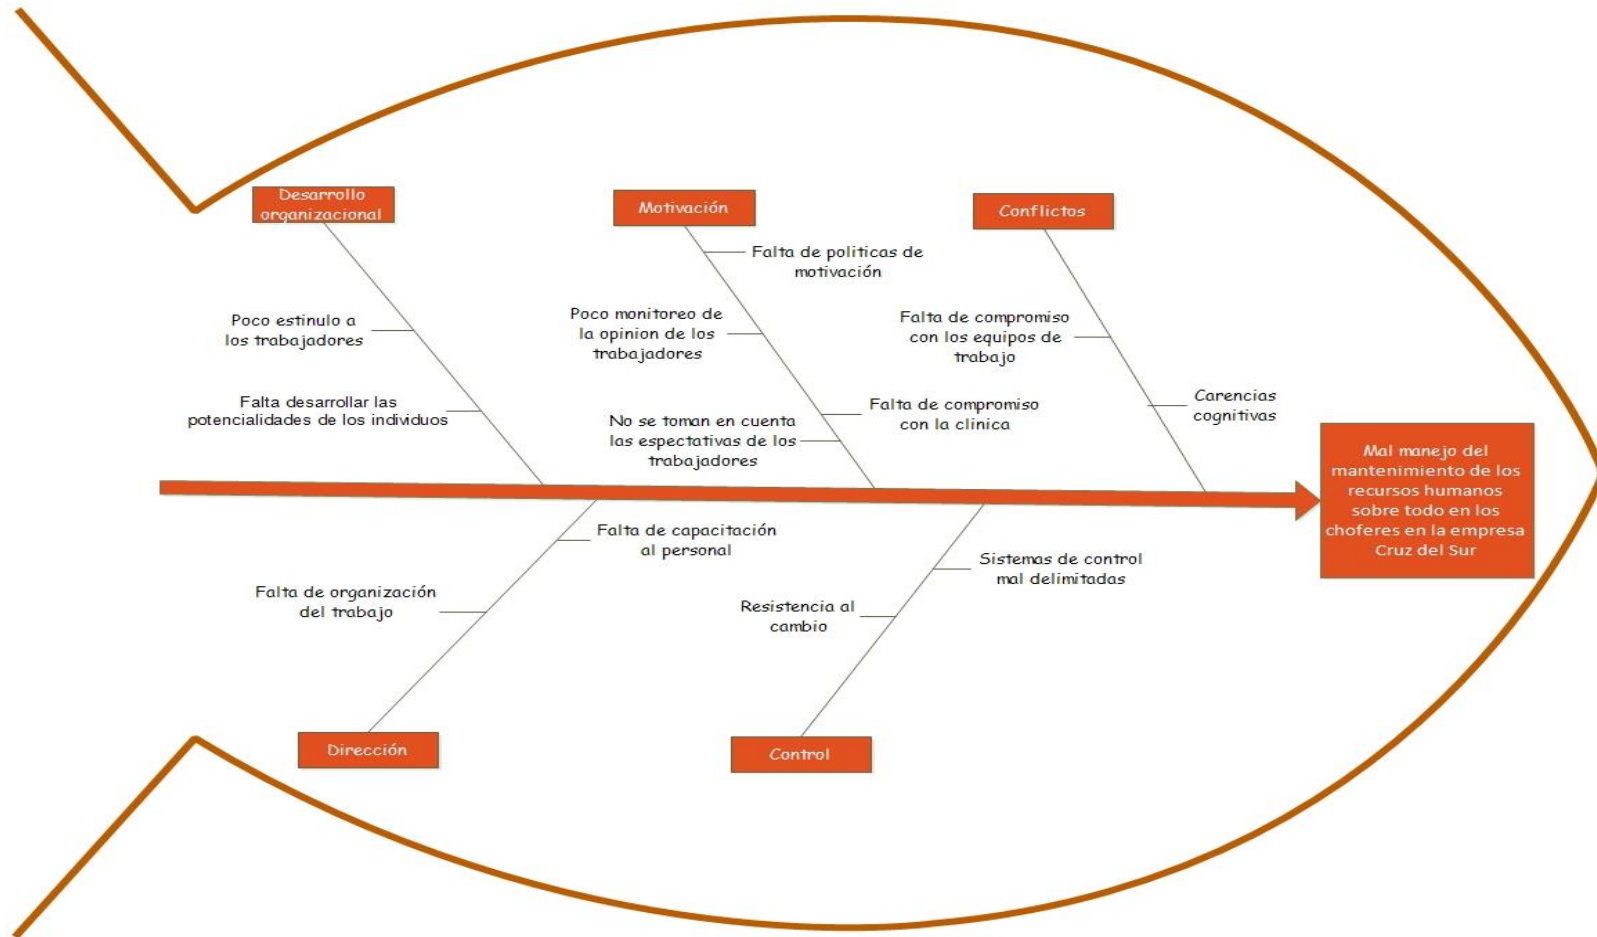 Desarrollo
organizacional
Motivación
Conflictos
Falta de politicas de
motivación
Poco estinulo a
los trabajadores
Poco monitoreo de
la opinion de los
trabajadores
Falta de compromiso
con los equipos de
trabajo
Falta desarrollar las
potencialidades de los individuos
No se toman en cuenta
las espectativas de los
trabajadores
Falta de compromiso
con la clinica
Carencias
cognitivas
Mal manejo del
mantenimiento de los
recursos humanos
sobre todo en los
choferes en la empresa
Cruz del Sur
Falta de capacitación
al personal
Falta de organización
del trabajo
Sistemas de control
mal delimitadas
Resistencia al
cambio
Dirección
Control